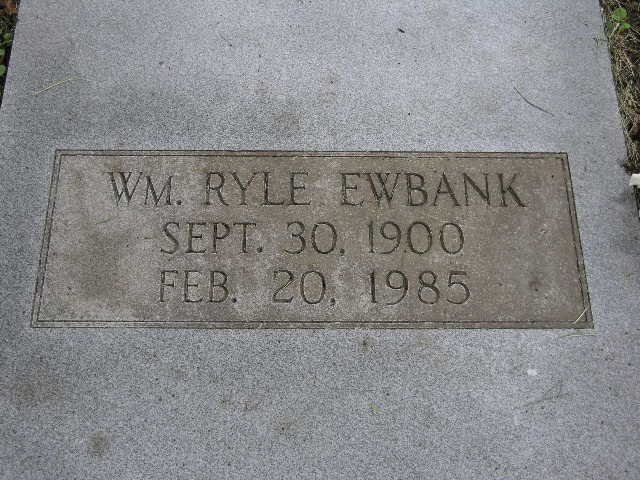 WM. RYLE EWBANK
SEPT. 30, 1900
FEB. 20, 1985